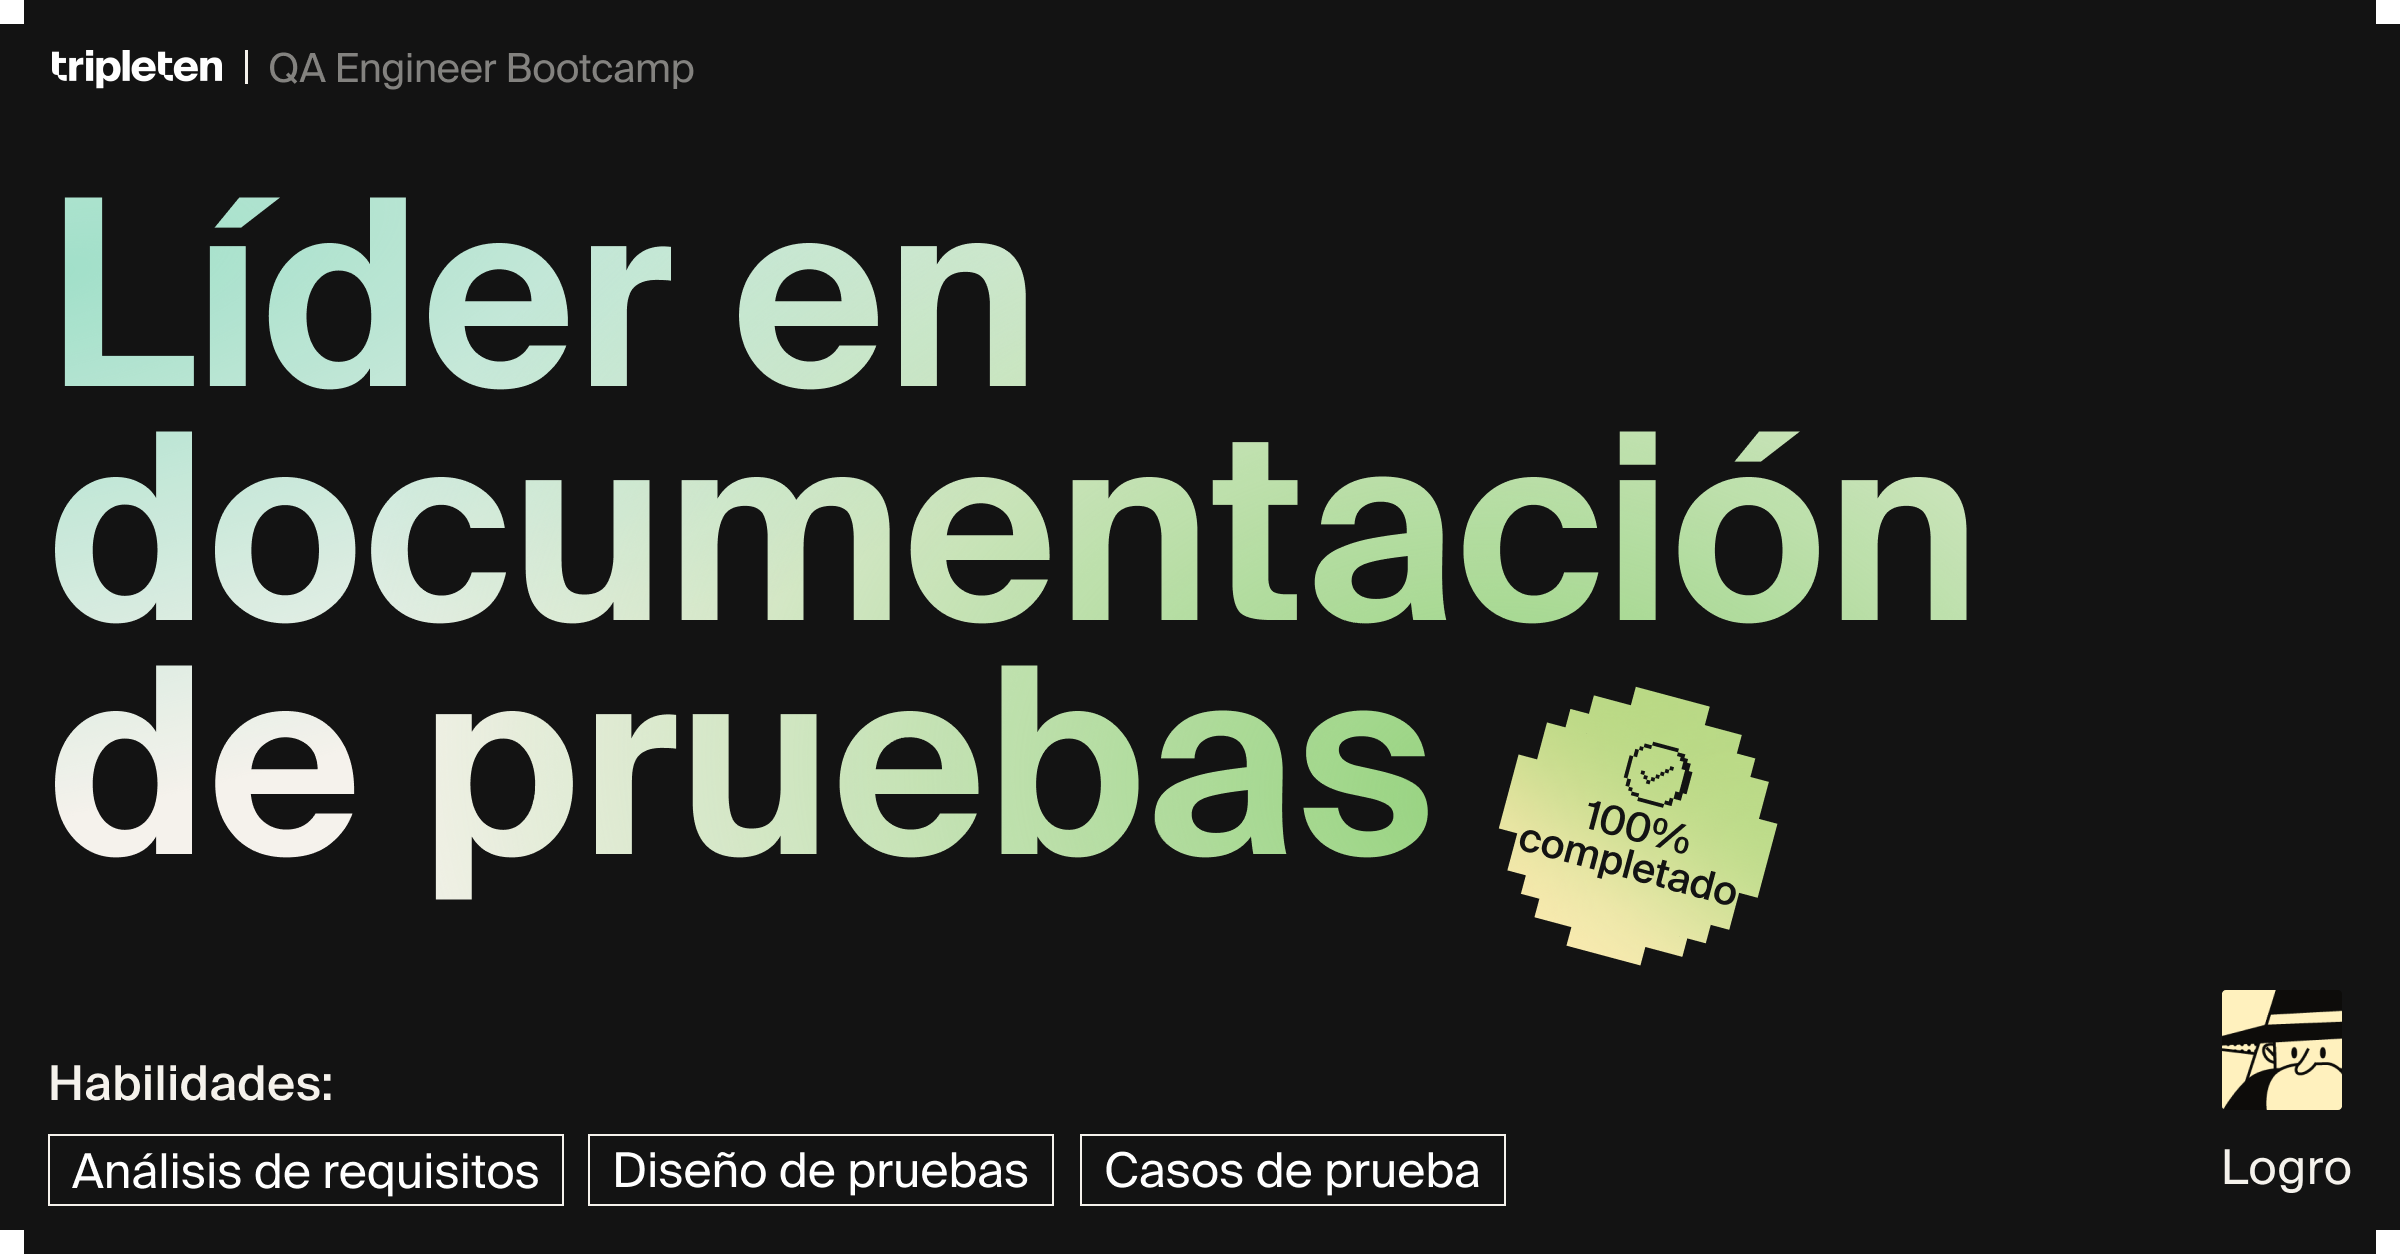 tripleten | QA Engineer Bootcamp
Líder en
documentación
de pruebas
100%
completado
Habilidades:
Análisis de requisitos
Diseño de pruebas
Casos de prueba
Logro